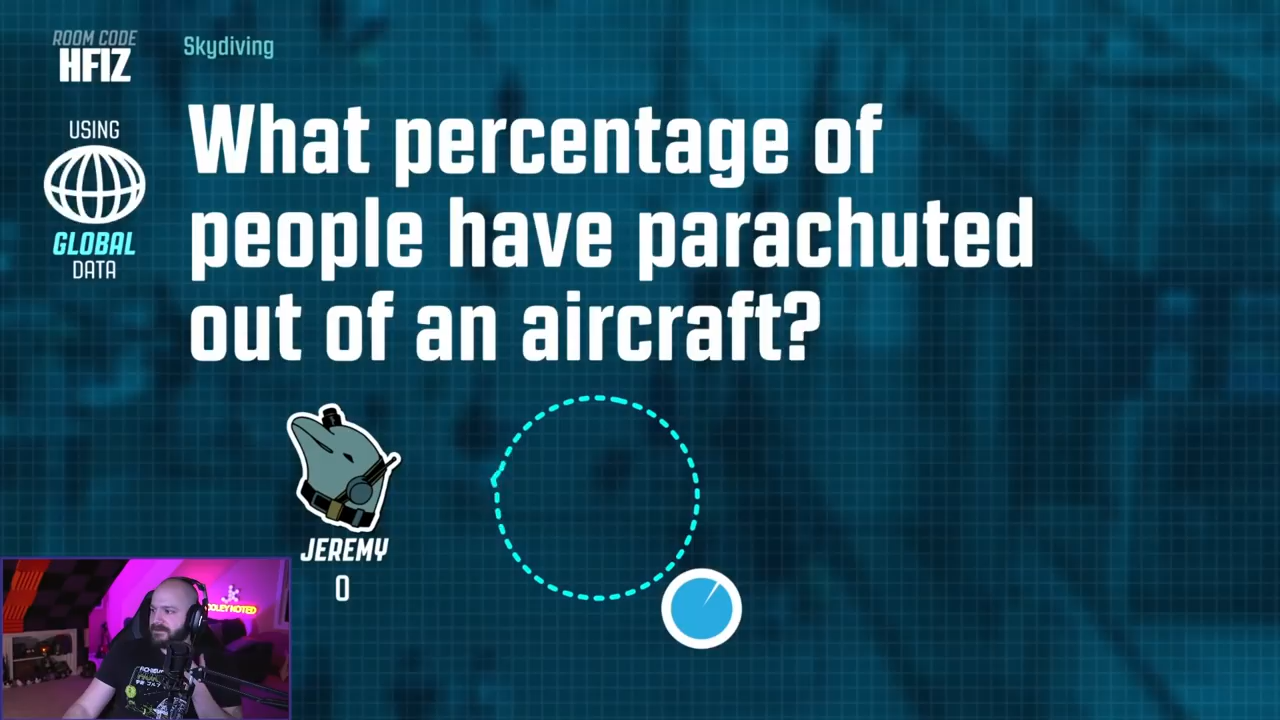 ROOM CODE
HFIZ
Skydiving
USING
GLOBAL
DATA
What percentage of
people have parachuted
out of an aircraft?
JEREMY
0